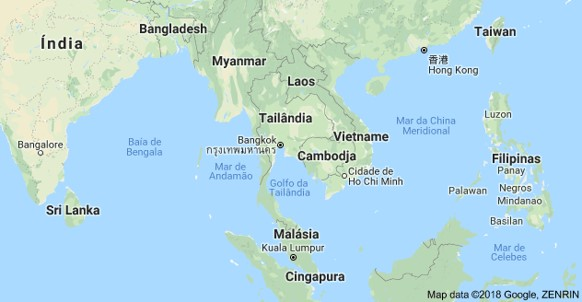 Taiwan
Bangladesh
Índia
香港
Hong Kong
Myanmar
Laos
Luzon
Tailândia
Mar da China
Meridional
Vietname
Bangkok
กรุงเทพมหานคร
Bangalore
Baía de
Bengala
Cambodja
Filipinas
Panay
Mar de
Andamão
Cidade de
Ho Chi Minh
Golfo da
Tailândia
Palawan
Negros
Mindanao
Sri Lanka
Basilan
Malásia
Kuala Lumpur
Mar de
Celebes
Cingapura
Map data ©2018 Google, ZENRIN